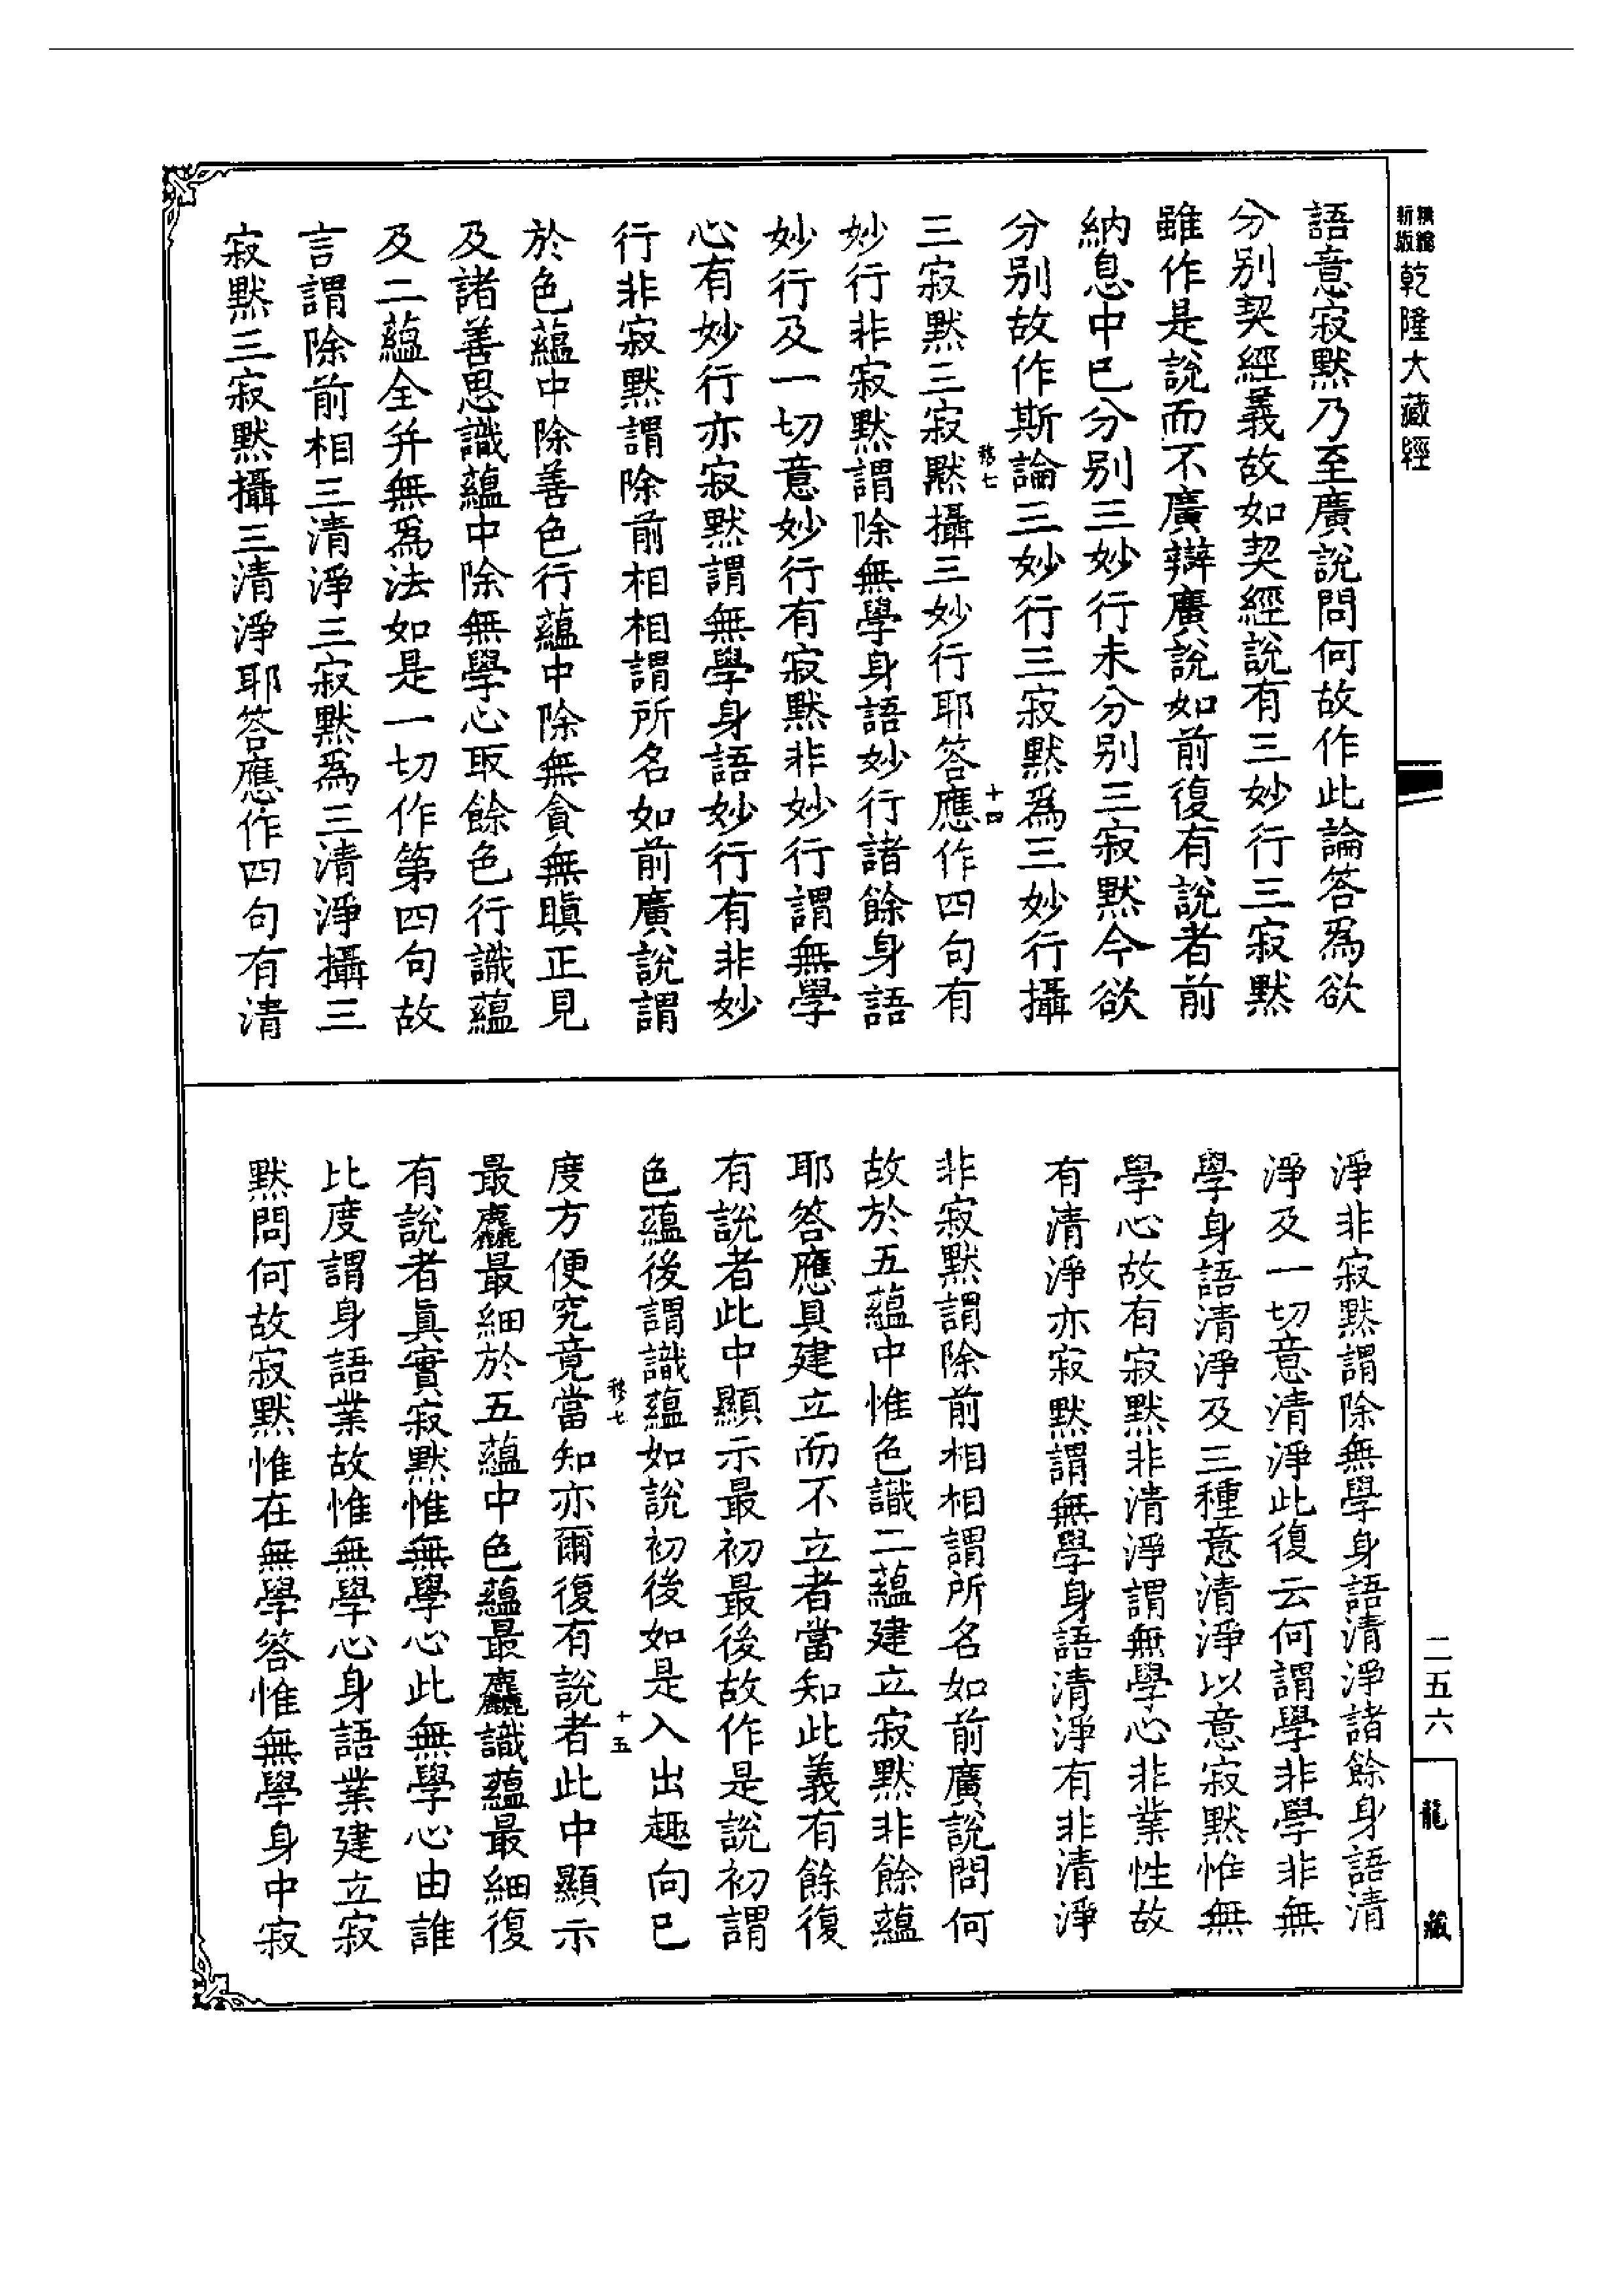 精縮新版乾隆大藏經
語意寂默乃至廣說問何故作此論答爲欲
分別契經義故如契經說有三妙行三寂默
雖作是說而不廣辯廣說如前復有說者前
納息中已分別三妙行未分別三寂默今欲
分別故作斯論三妙行三寂默爲三妙行攝
移七
十四
三寂默三寂默攝三妙行耶答應作四句有
妙行非寂默謂除無學身語妙行諸餘身語
妙行及一切意妙行有寂默非妙行謂無學
心有妙行亦寂默謂無學身語妙行有非妙
行非寂默謂除前相相謂所名如前廣說謂
於色蘊中除善色行蘊中除無貪無瞋正見
及諸善思識蘊中除無學心取餘色行識蘊
及二蘊全并無爲法如是一切作第四句故
言謂除前相三清淨三寂默爲三清淨攝三
寂默三寂默攝三清淨耶答應作四句有清
淨非寂默謂除無學身語清淨諸餘身語清
淨及一切意清淨此復云何謂學非學非無
學身語清淨及三種意清淨以意寂默惟無
學心故有寂默非清淨謂無學心非業性故
有清淨亦寂默謂無學身語清淨有非清淨
非寂默謂除前相相謂所名如前廣說問何
故於五蘊中惟色識二蘊建立寂默非餘蘊
耶答應具建立而不立者當知此義有餘復
有說者此中顯示最初最後故作是說初謂
色蘊後謂識蘊如說初後如是入出趣向已
移七
十五
度方便究竟當知亦爾復有說者此中顯示
最麤最細於五蘊中色蘊最麤識蘊最細復
有說者眞實寂默惟無學心此無學心由誰
比度謂身語業故惟無學心身語業建立寂
默問何故寂默惟在無學答惟無學身中寂
二五六
龍藏